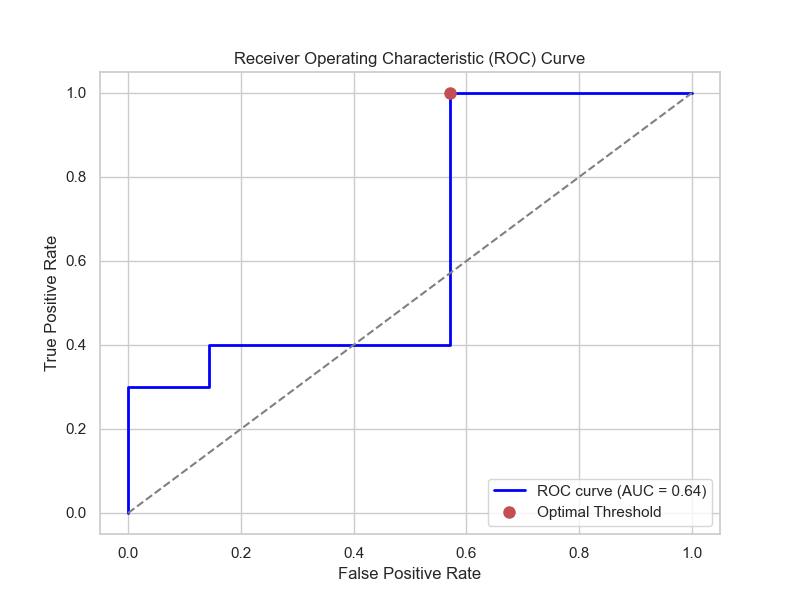 Receiver Operating Characteristic (ROC) Curve
True Positive Rate
1.0
0.8
0.6
0.4
0.2
0.0
ROC curve (AUC = 0.64)
Optimal Threshold
0.0 0.2 0.4 0.6 0.8 1.0
False Positive Rate